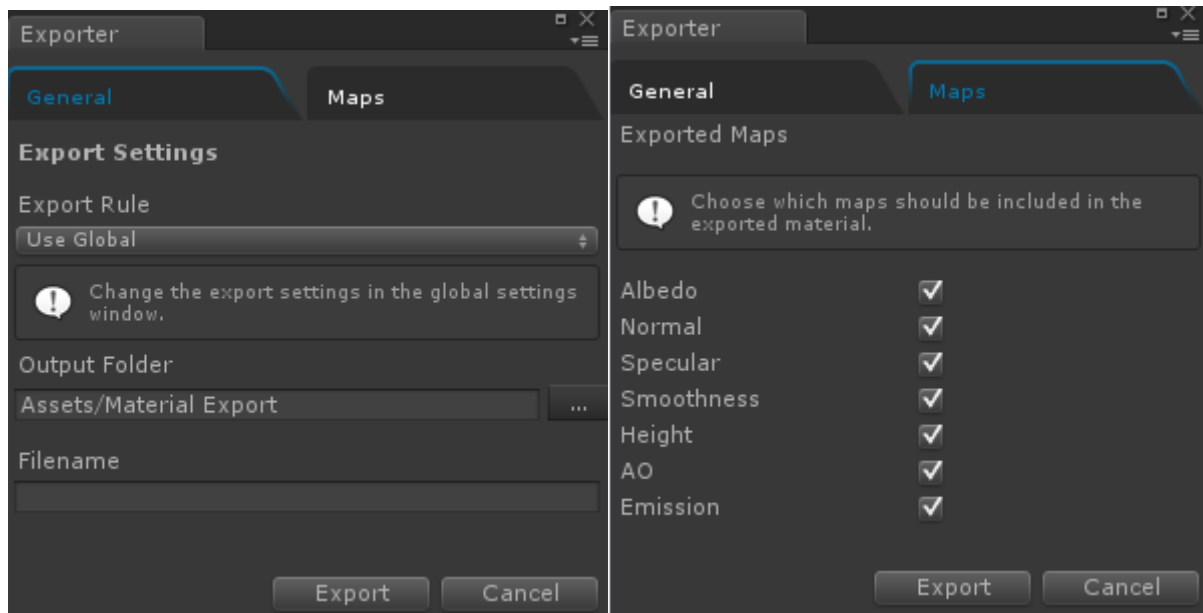 Exporter
General
Maps
Export Settings
Export Rule
Use Global
Change the export settings in the global settings
window.
Output Folder
Assets/Material Export
...
Filename
Export
Cancel
Exporter
General
Maps
Exported Maps
Choose which maps should be included in the
exported material.
Albedo
Normal
Specular
Smoothness
Height
AO
Emission
Export
Cancel